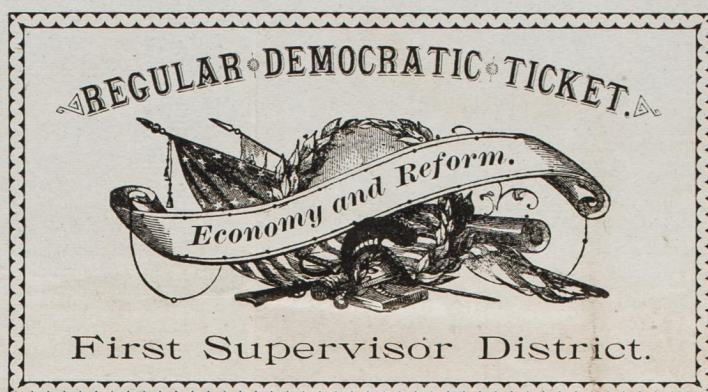 REGULAR DEMOCRATIC TICKET.
Economy and Reform.
First Supervisor District.